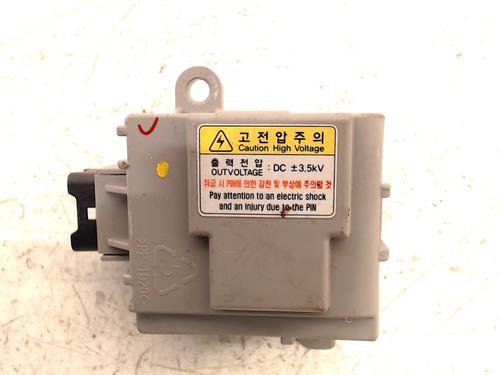 고전압주의
Caution High Voltage
출력전압
OUTVOLTAGE : DC ±3.5kV
취급 시 PIN에 의한 감전 및 부상에 주의할 것
Pay attention to an electric shock
and an injury due to the PIN